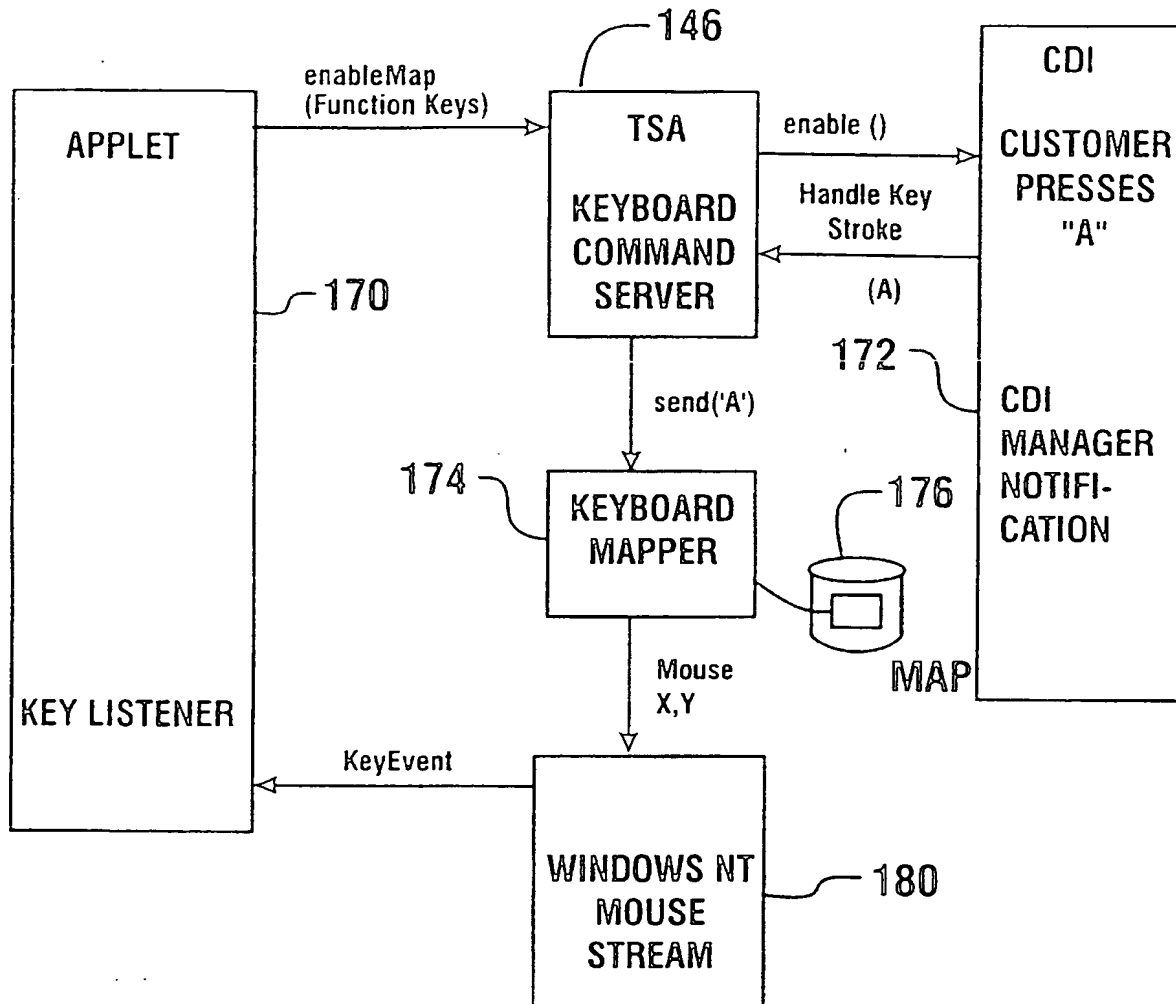 146
enableMap
(Function Keys)
APPLET
170
KEY LISTENER
TSA
KEYBOARD
COMMAND
SERVER
enable ()
Handle Key
Stroke
(A)
CDI
CUSTOMER
PRESSES
"A"
172
CDI
MANAGER
NOTIFI-
CATION
send('A')
174
KEYBOARD
MAPPER
176
MAP
Mouse
X,Y
KeyEvent
WINDOWS NT
MOUSE
STREAM
180